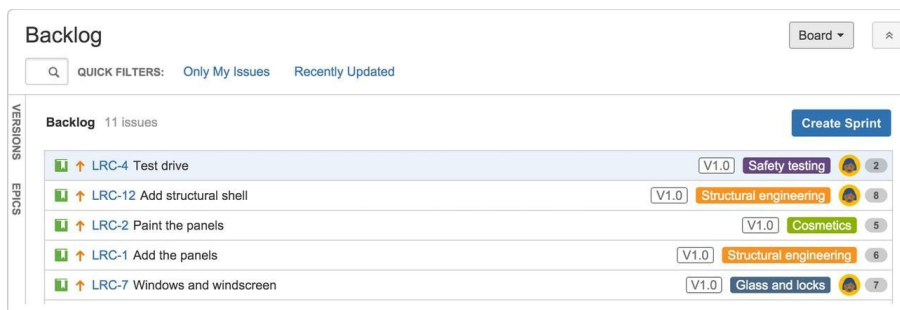 Backlog
Board
QUICK FILTERS: Only My Issues Recently Updated
VERSIONS
EPICS
Backlog 11 issues
Create Sprint
LRC-4 Test drive V1.0 Safety testing 2
LRC-12 Add structural shell V1.0 Structural engineering 8
LRC-2 Paint the panels V1.0 Cosmetics 5
LRC-1 Add the panels V1.0 Structural engineering 6
LRC-7 Windows and windscreen V1.0 Glass and locks 7